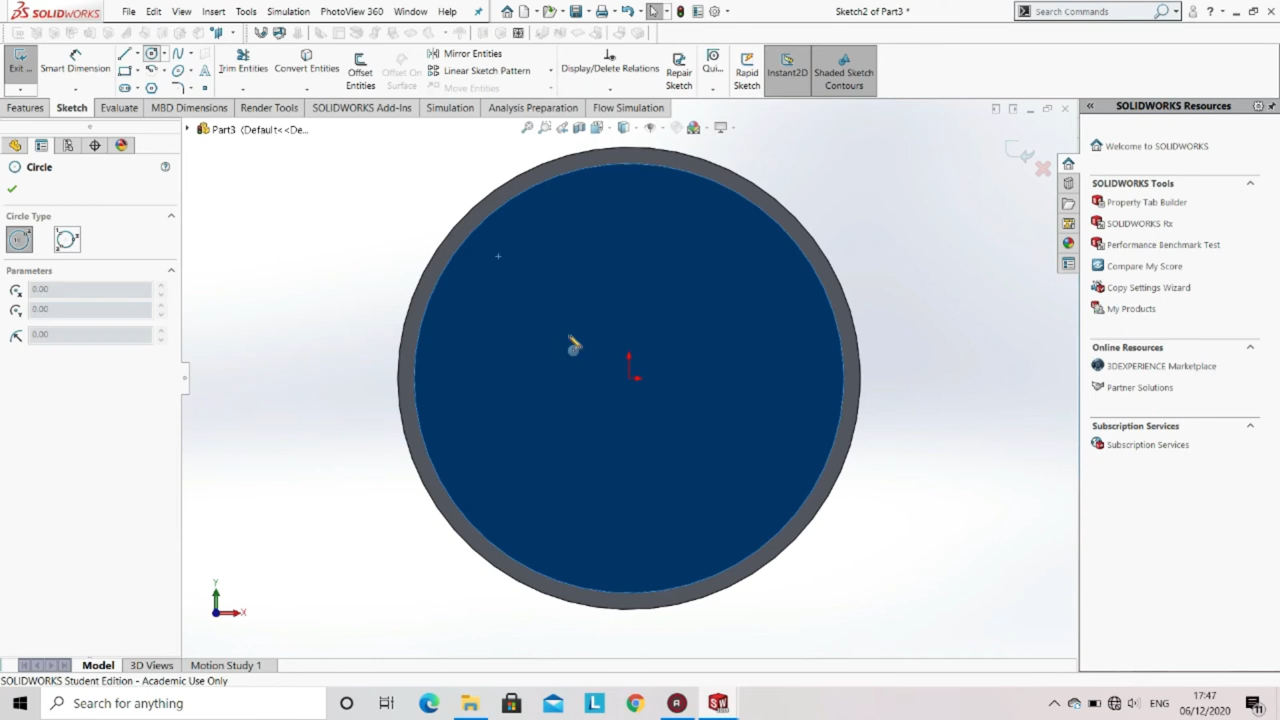 SOLIDWORKS File Edit View Insert Tools Simulation PhotoView 360 Window Help Sketch2 of Part3 * Search Commands
Exit ... Smart Dimension Trim Entities Convert Entities Offset Entities Offset On Surface Mirror Entities Linear Sketch Pattern Move Entities Display/Delete Relations Repair Sketch Qui... Rapid Sketch Instant2D Shaded Sketch Contours
Features Sketch Evaluate MBD Dimensions Render Tools SOLIDWORKS Add-Ins Simulation Analysis Preparation Flow Simulation
SOLIDWORKS Resources
Part3 (Default<<De...
Welcome to SOLIDWORKS
Circle
SOLIDWORKS Tools
Property Tab Builder
Circle Type
SOLIDWORKS Rx
Performance Benchmark Test
Compare My Score
Parameters
Copy Settings Wizard
0.00
0.00
My Products
0.00
Online Resources
3DEXPERIENCE Marketplace
Partner Solutions
Subscription Services
Subscription Services
Y
X
Model 3D Views Motion Study 1
SOLIDWORKS Student Edition - Academic Use Only
Search for anything
ENG
17:47
06/12/2020